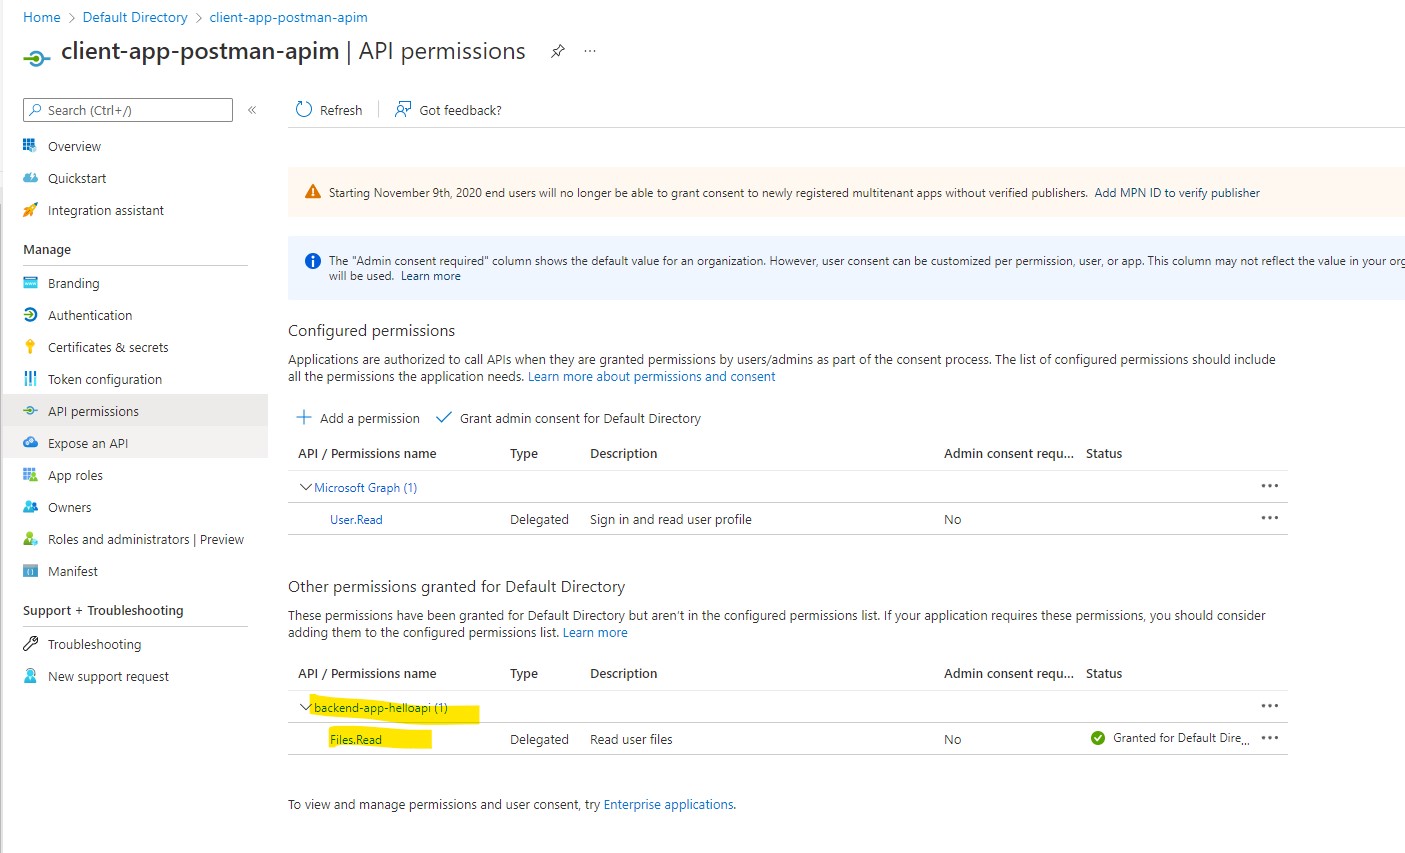 Home > Default Directory > client-app-postman-apim
client-app-postman-apim | API permissions ...
Search (Ctrl+/) «
Overview
Quickstart
Integration assistant
Manage
Branding
Authentication
Certificates & secrets
Token configuration
API permissions
Expose an API
App roles
Owners
Roles and administrators | Preview
Manifest
Support + Troubleshooting
Troubleshooting
New support request
Refresh | Got feedback?
Starting November 9th, 2020 end users will no longer be able to grant consent to newly registered multitenant apps without verified publishers. Add MPN ID to verify publisher
The "Admin consent required" column shows the default value for an organization. However, user consent can be customized per permission, user, or app. This column may not reflect the value in your org
will be used. Learn more
Configured permissions
Applications are authorized to call APIs when they are granted permissions by users/admins as part of the consent process. The list of configured permissions should include
all the permissions the application needs. Learn more about permissions and consent
Add a permission Grant admin consent for Default Directory
API / Permissions name Type Description Admin consent requ... Status
Microsoft Graph (1) ...
User.Read Delegated Sign in and read user profile No ...
Other permissions granted for Default Directory
These permissions have been granted for Default Directory but aren't in the configured permissions list. If your application requires these permissions, you should consider
adding them to the configured permissions list. Learn more
API / Permissions name Type Description Admin consent requ... Status
backend-app-helloapi (1) ...
Files.Read Delegated Read user files No Granted for Default Dire... ...
To view and manage permissions and user consent, try Enterprise applications.